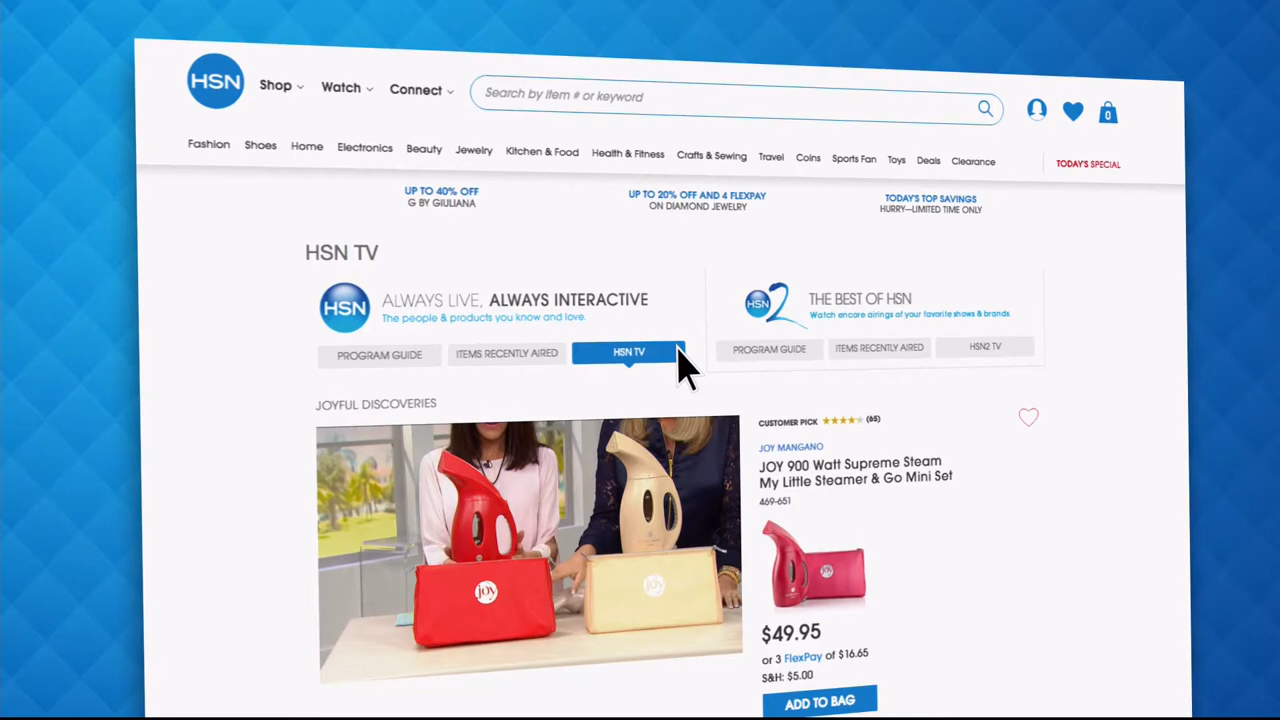 HSN
Shop
Watch
Connect
Search by item # or keyword
0
Fashion
Shoes
Home
Electronics
Beauty
Jewelry
Kitchen & Food
Health & Fitness
Crafts & Sewing
Travel
Coins
Sports Fan
Toys
Deals
Clearance
TODAY'S SPECIAL
UP TO 40% OFF
G BY GIULIANA
UP TO 20% OFF AND 4 FLEXPAY
ON DIAMOND JEWELRY
TODAY'S TOP SAVINGS
HURRY—LIMITED TIME ONLY
HSN TV
HSN
ALWAYS LIVE, ALWAYS INTERACTIVE
The people & products you know and love.
PROGRAM GUIDE
ITEMS RECENTLY AIRED
HSN TV
HSN2
THE BEST OF HSN
Watch encore airings of your favorite shows & brands.
PROGRAM GUIDE
ITEMS RECENTLY AIRED
HSN2 TV
JOYFUL DISCOVERIES
joy
joy
CUSTOMER PICK
(65)
JOY MANGANO
JOY 900 Watt Supreme Steam
My Little Steamer & Go Mini Set
469-651
joy
$49.95
or 3 FlexPay of $16.65
S&H: $5.00
ADD TO BAG